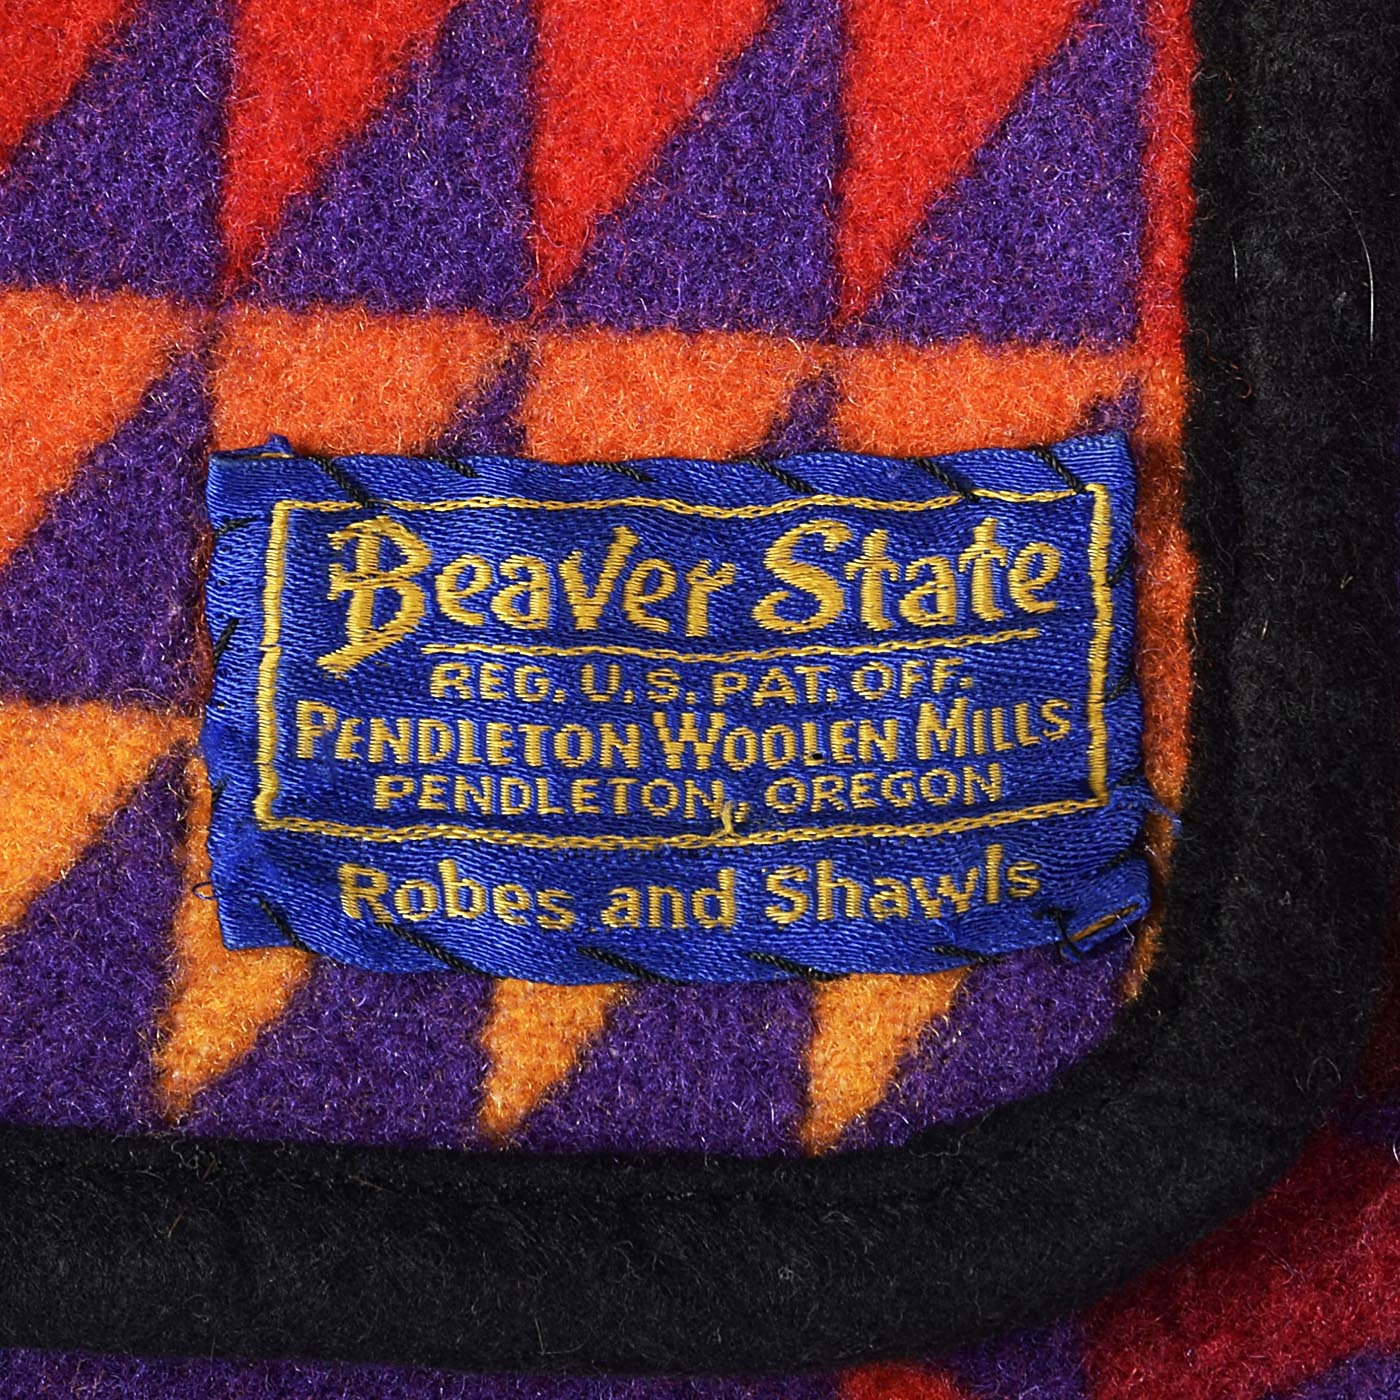 Beaver State
REG. U.S. PAT. OFF.
PENDLETON WOOLEN MILLS
PENDLETON, OREGON
Robes and Shawls